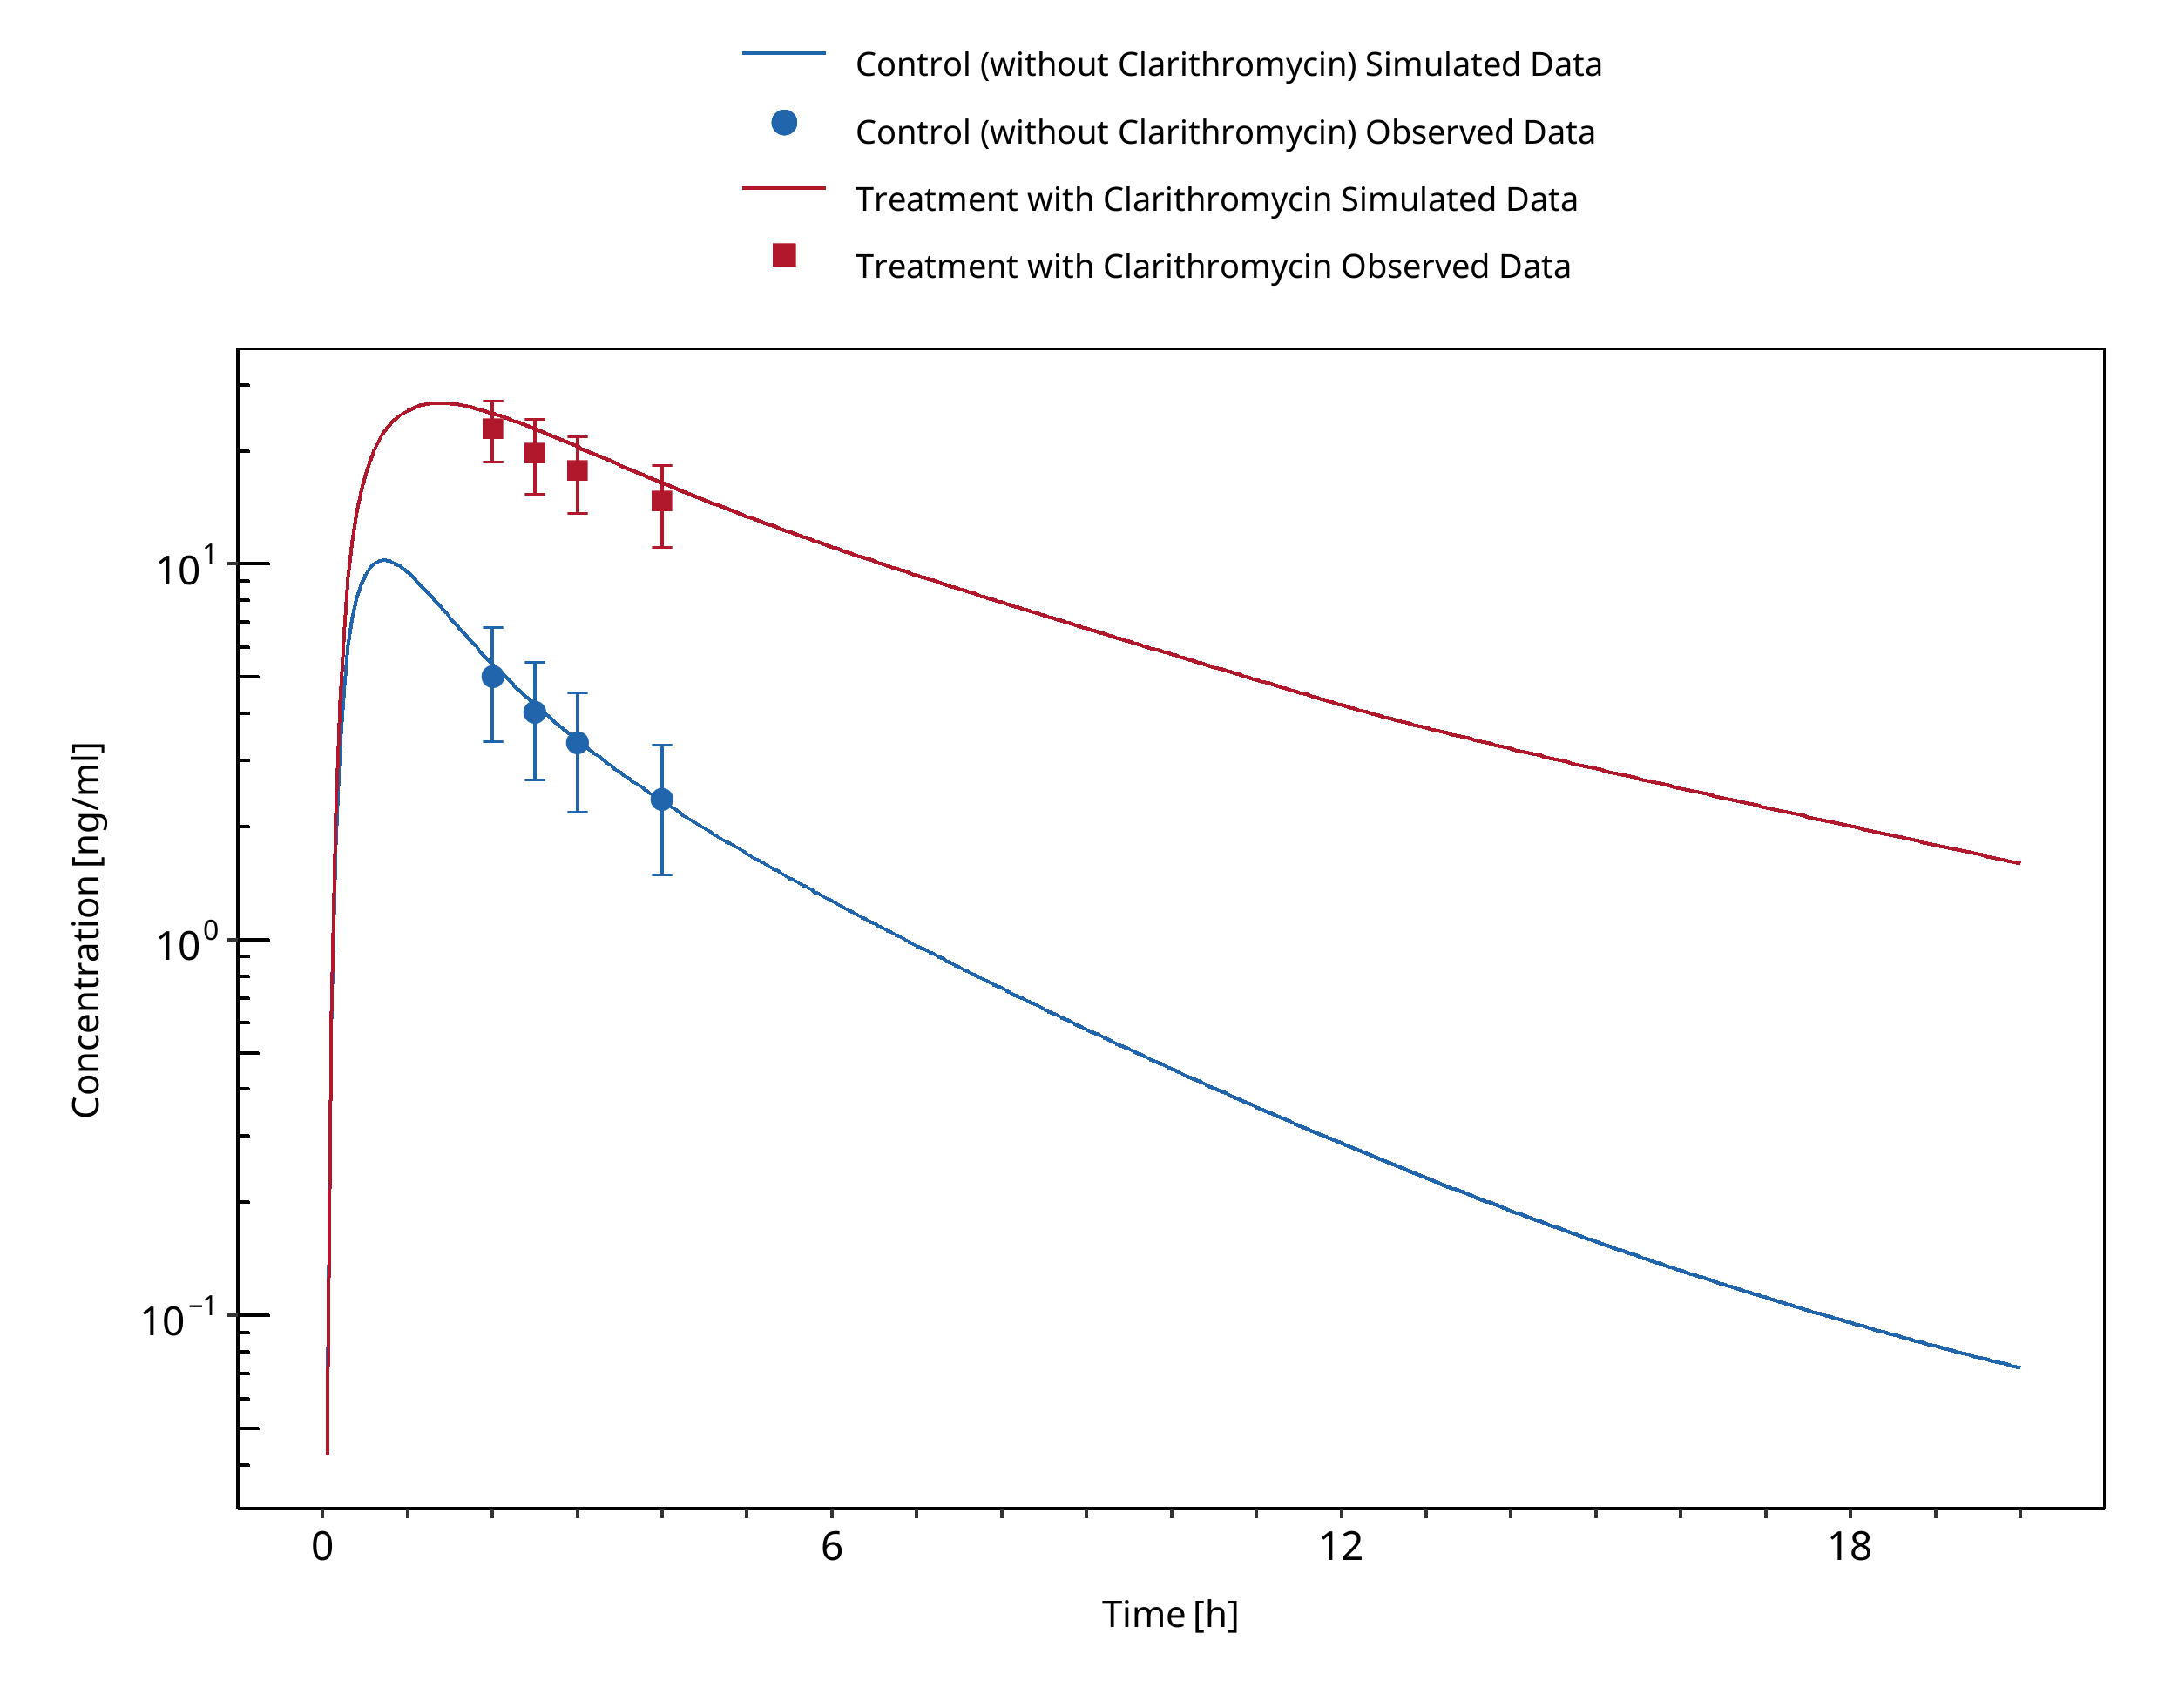 Control (without Clarithromycin) Simulated Data
Control (without Clarithromycin) Observed Data
Treatment with Clarithromycin Simulated Data
Treatment with Clarithromycin Observed Data
10^1
10^0
10^−1
Concentration [ng/ml]
0 6 12 18
Time [h]